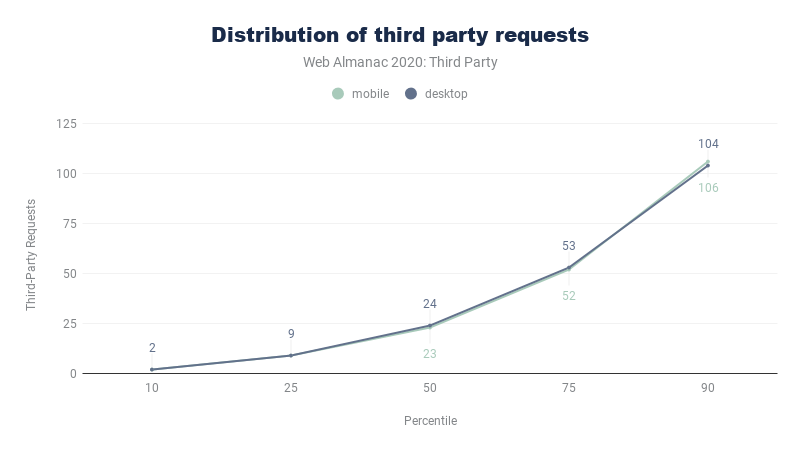 Distribution of third party requests
Web Almanac 2020: Third Party
mobile desktop
125
100
75
50
25
0
Third-Party Requests
2
9
24
23
53
52
104
106
10 25 50 75 90
Percentile